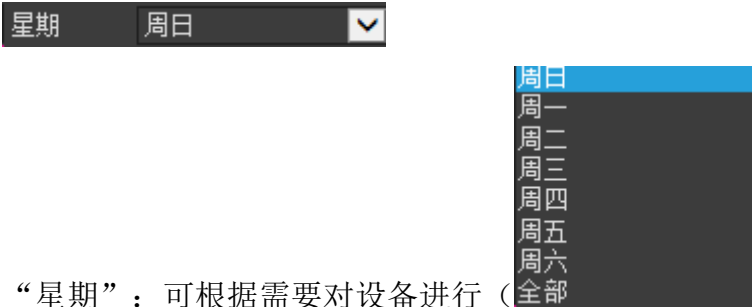 星期 周日
周日
周一
周二
周三
周四
周五
周六
“星期”：可根据需要对设备进行（全部